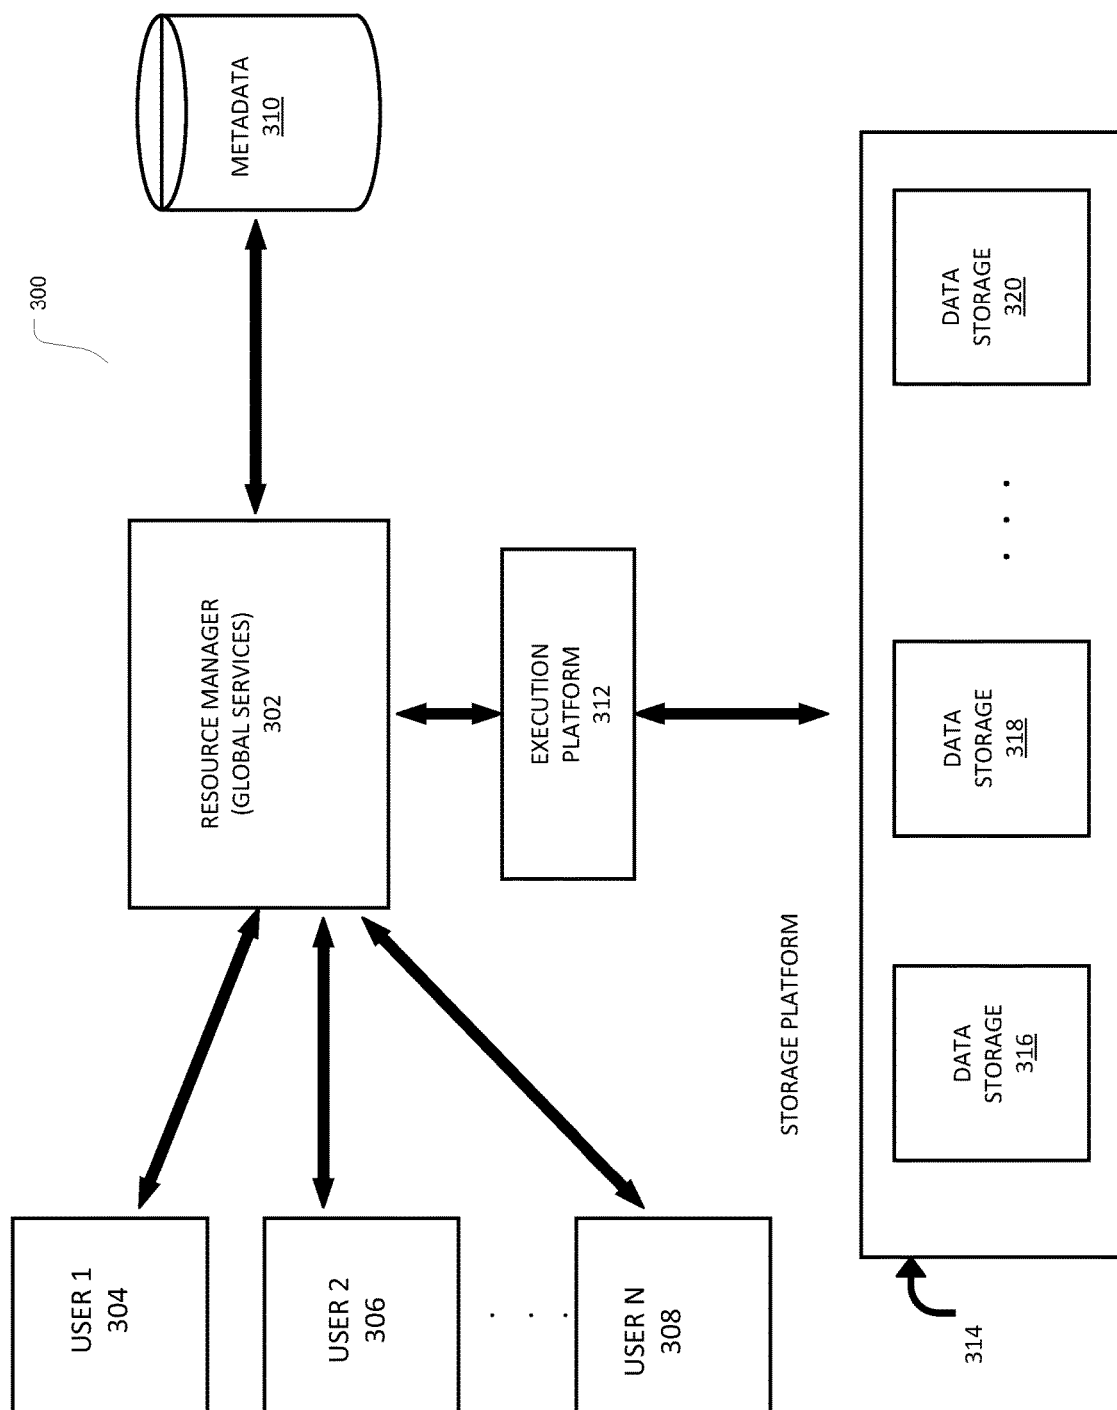 300
USER 1
304
USER 2
306
. . .
USER N
308
RESOURCE MANAGER
(GLOBAL SERVICES)
302
METADATA
310
EXECUTION
PLATFORM
312
STORAGE PLATFORM
314
DATA
STORAGE
316
DATA
STORAGE
318
. . .
DATA
STORAGE
320